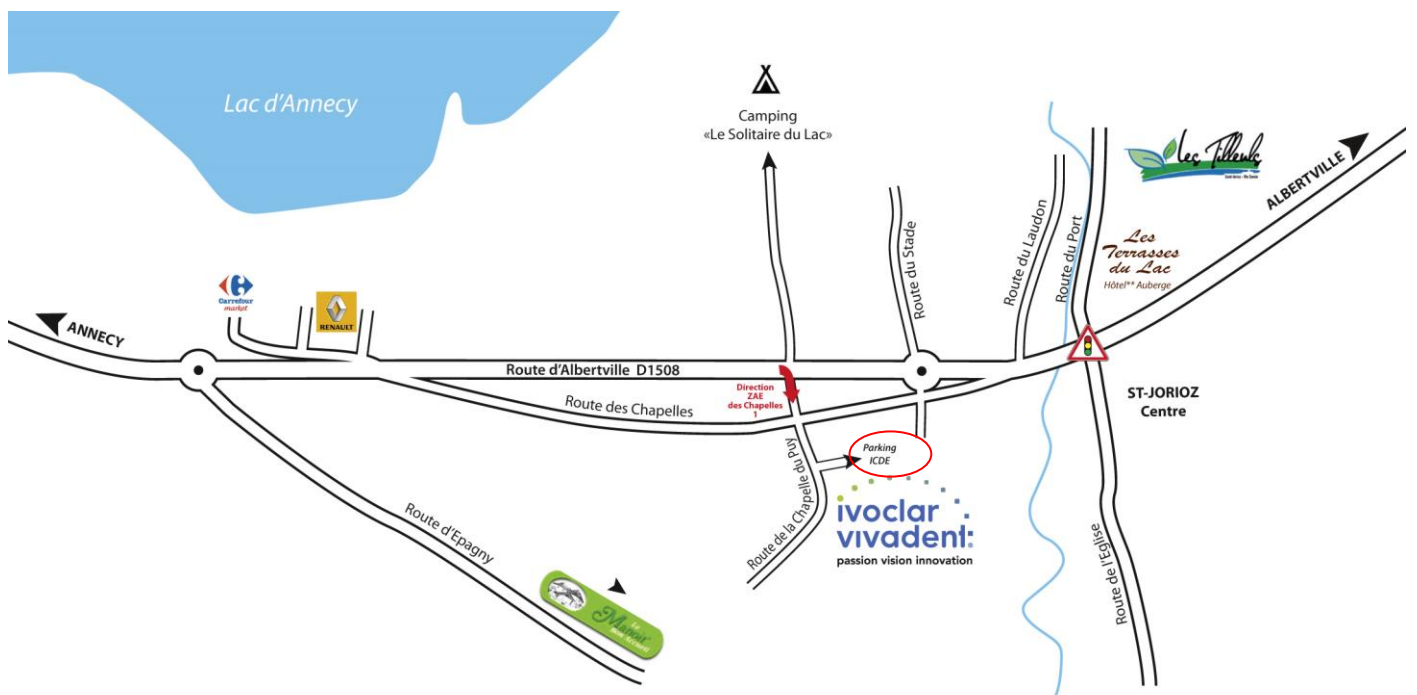 Lac d'Annecy
Camping
«Le Solitaire du Lac»
Les Tilleuls
ALBERTVILLE
Route du Stade
Route du Laudon
Route du Port
Les
Terrasses
du Lac
Hôtel** Auberge
Carrefour
market
RENAULT
ANNECY
Route d'Albertville D1508
Direction
ZAE
des Chapelles
1
Route des Chapelles
ST-JORIOZ
Centre
Parking
ICDE
Route de la Chapelle du Puy
ivoclar
vivadent:
passion vision innovation
Route d'Epagny
Le
Manoir
Route de l'Eglise